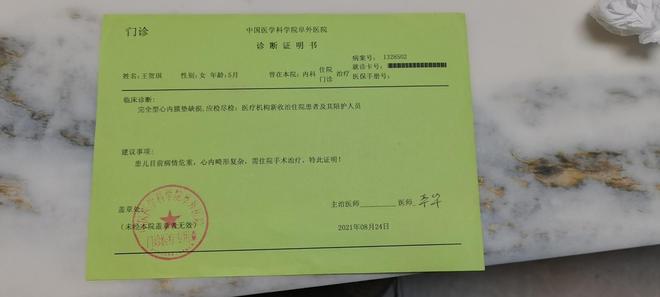 门诊
中国医学科学院阜外医院
诊断证明书
病案号: 1328502
就诊卡号:
姓名:王贺琪 性别:女 年龄:5月 曾在本院:内科 住院 门诊 治疗 医保手册号:
临床诊断:
完全型心内膜垫缺损,应检尽检:医疗机构新收治住院患者及其陪护人员
建议事项:
患儿目前病情危重,心内畸形复杂,需住院手术治疗,特此证明!
主治医师 医师
盖章处:
(未经本院盖章者无效)
2021年08月24日